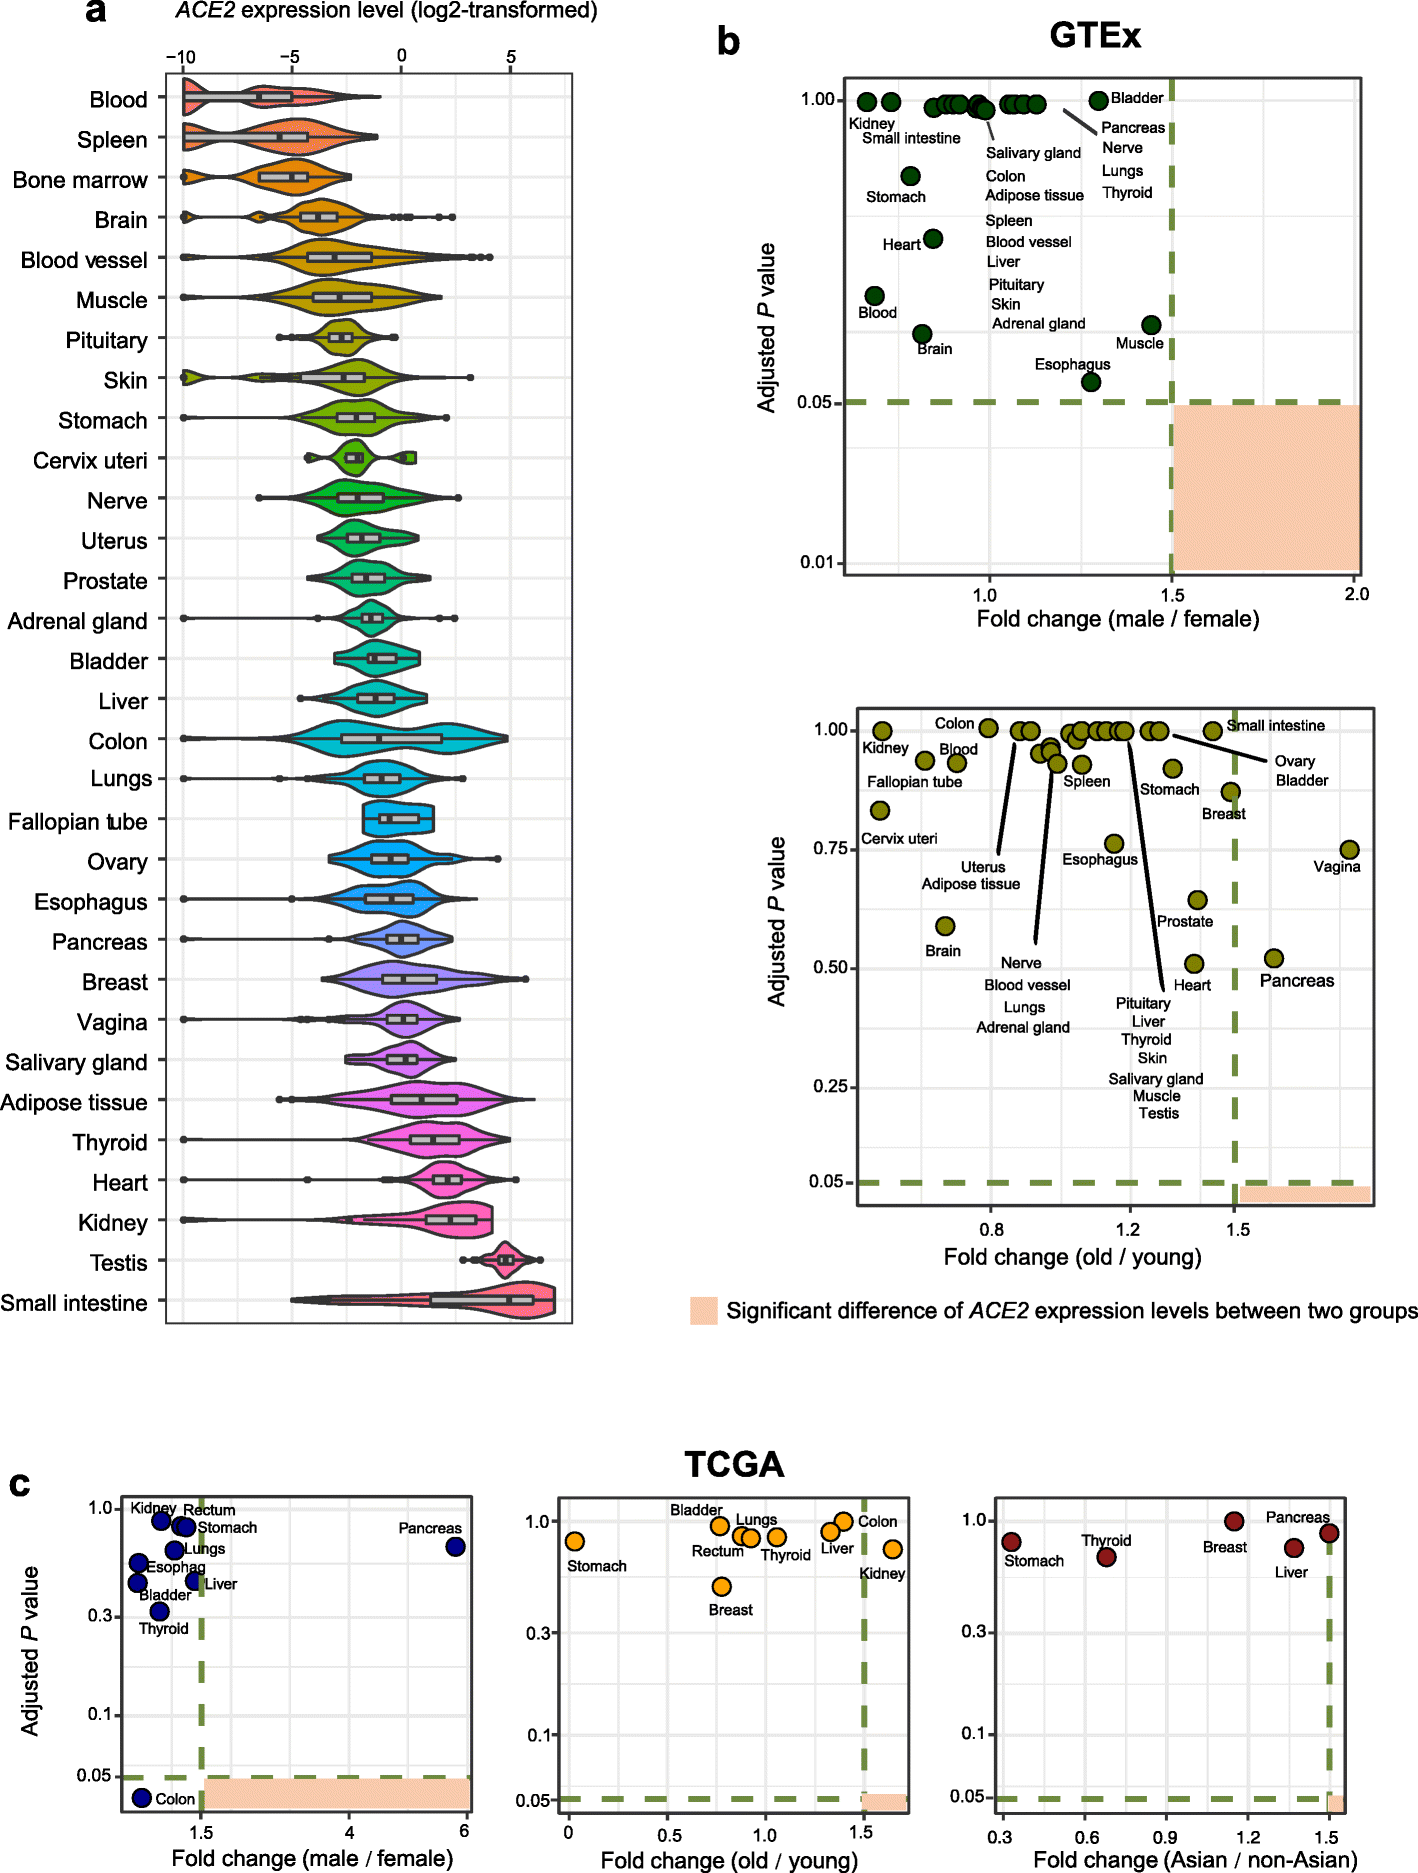 a
ACE2 expression level (log2-transformed)
−10
−5
0
5
Blood
Spleen
Bone marrow
Brain
Blood vessel
Muscle
Pituitary
Skin
Stomach
Cervix uteri
Nerve
Uterus
Prostate
Adrenal gland
Bladder
Liver
Colon
Lungs
Fallopian tube
Ovary
Esophagus
Pancreas
Breast
Vagina
Salivary gland
Adipose tissue
Thyroid
Heart
Kidney
Testis
Small intestine
b
GTEx
Adjusted P value
1.00
0.05
0.01
Kidney
Small intestine
Stomach
Heart
Blood
Brain
Salivary gland
Colon
Adipose tissue
Spleen
Blood vessel
Liver
Pituitary
Skin
Adrenal gland
Bladder
Pancreas
Nerve
Lungs
Thyroid
Muscle
Esophagus
1.0
1.5
2.0
Fold change (male / female)
Adjusted P value
1.00
0.75
0.50
0.25
0.05
Kidney
Colon
Blood
Fallopian tube
Cervix uteri
Brain
Uterus
Adipose tissue
Nerve
Blood vessel
Lungs
Adrenal gland
Spleen
Esophagus
Pituitary
Liver
Thyroid
Skin
Salivary gland
Muscle
Testis
Stomach
Small intestine
Ovary
Bladder
Breast
Vagina
Prostate
Heart
Pancreas
0.8
1.2
1.5
Fold change (old / young)
Significant difference of ACE2 expression levels between two groups
c
TCGA
Adjusted P value
1.0
0.3
0.1
0.05
Kidney
Rectum
Stomach
Lungs
Esophag
Liver
Bladder
Thyroid
Pancreas
Colon
1.5
4
6
Fold change (male / female)
1.0
0.3
0.1
0.05
Bladder
Lungs
Stomach
Rectum
Thyroid
Breast
Colon
Liver
Kidney
0
0.5
1.0
1.5
Fold change (old / young)
1.0
0.3
0.1
0.05
Stomach
Thyroid
Breast
Pancreas
Liver
0.3
0.6
0.9
1.2
1.5
Fold change (Asian / non-Asian)